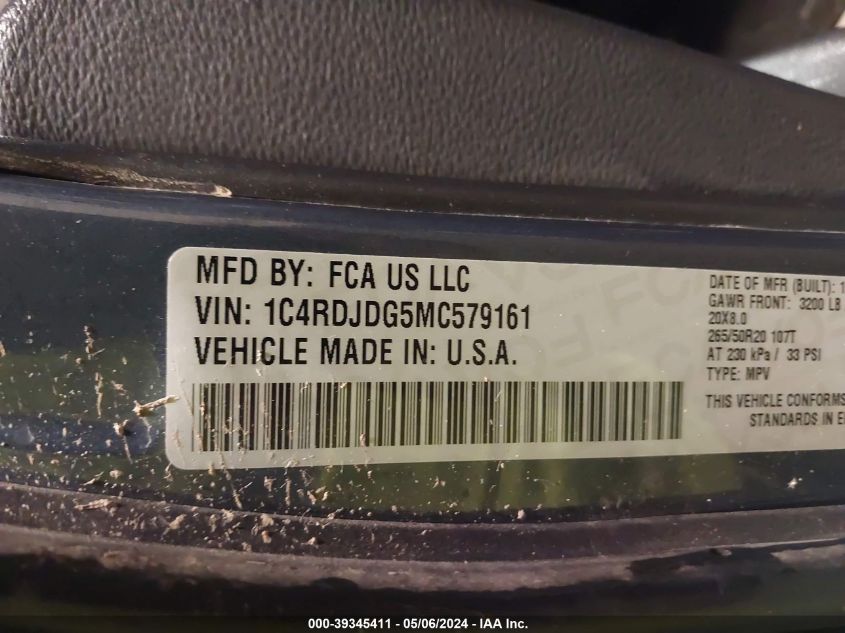 MFD BY: FCA US LLC
VIN: 1C4RDJDG5MC579161
VEHICLE MADE IN: U.S.A.
DATE OF MFR (BUILT): 1
GAWR FRONT: 3200 LB
20X8.0
265/50R20 107T
AT 230 kPa / 33 PSI
TYPE: MPV
THIS VEHICLE CONFORMS
STANDARDS IN
000-39345411 - 05/06/2024 - IAA Inc.